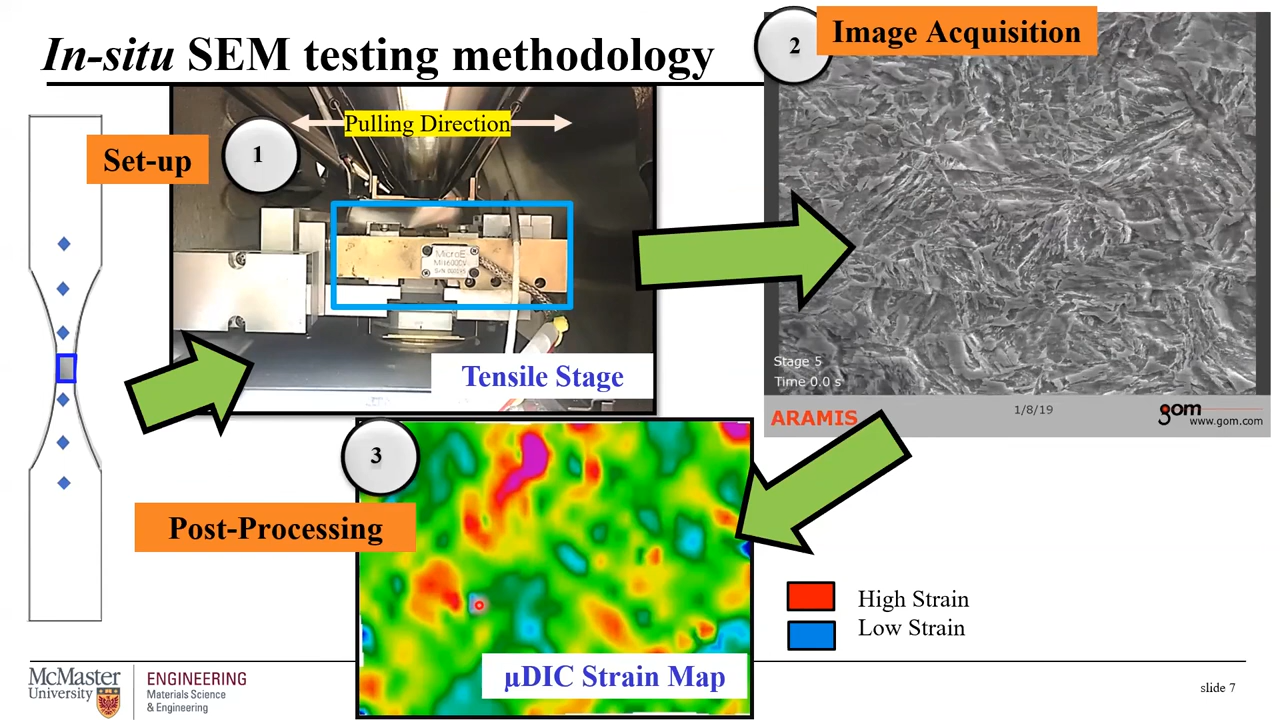 In-situ SEM testing methodology
2
Image Acquisition
Set-up
1
Pulling Direction
MicroE
Tensile Stage
Stage 5
Time 0.0 s
ARAMIS
1/8/19
gom
www.gom.com
3
Post-Processing
µDIC Strain Map
High Strain
Low Strain
McMaster
University
ENGINEERING
Materials Science
& Engineering
slide 7